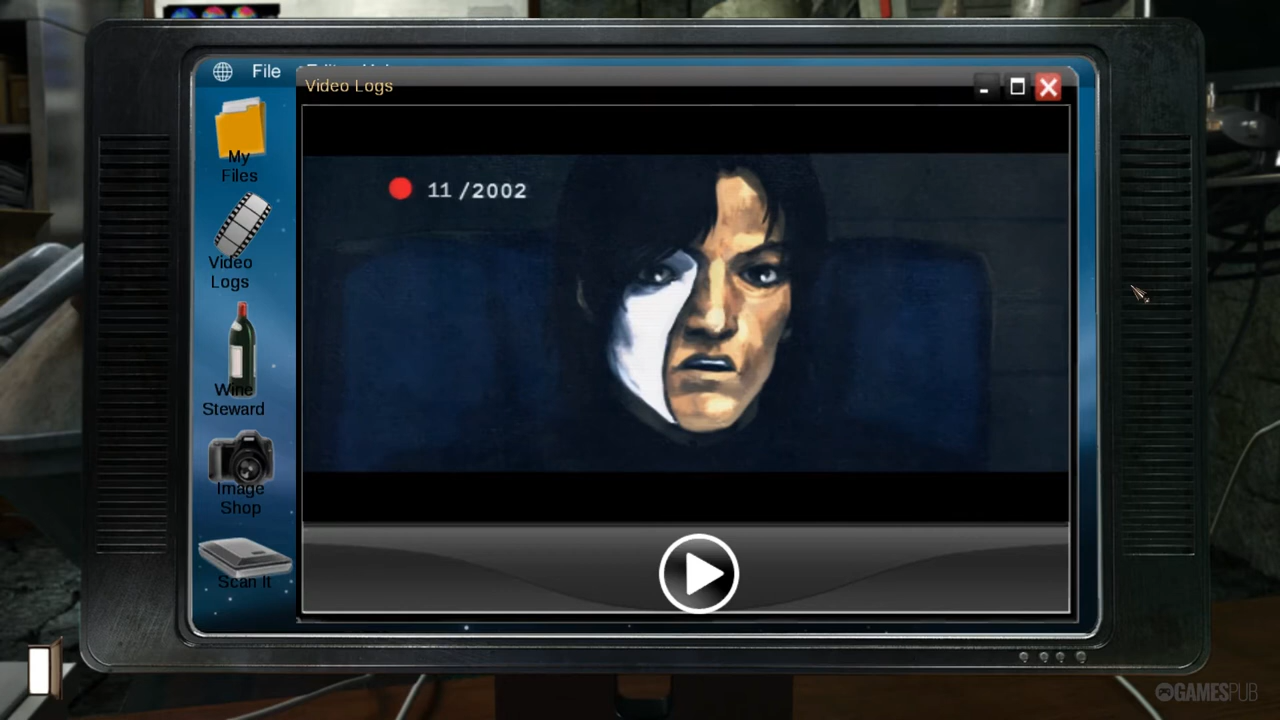 File
Video Logs
My
Files
11 /2002
Video
Logs
Wine
Steward
Image
Shop
Scan It
GAMESPUB